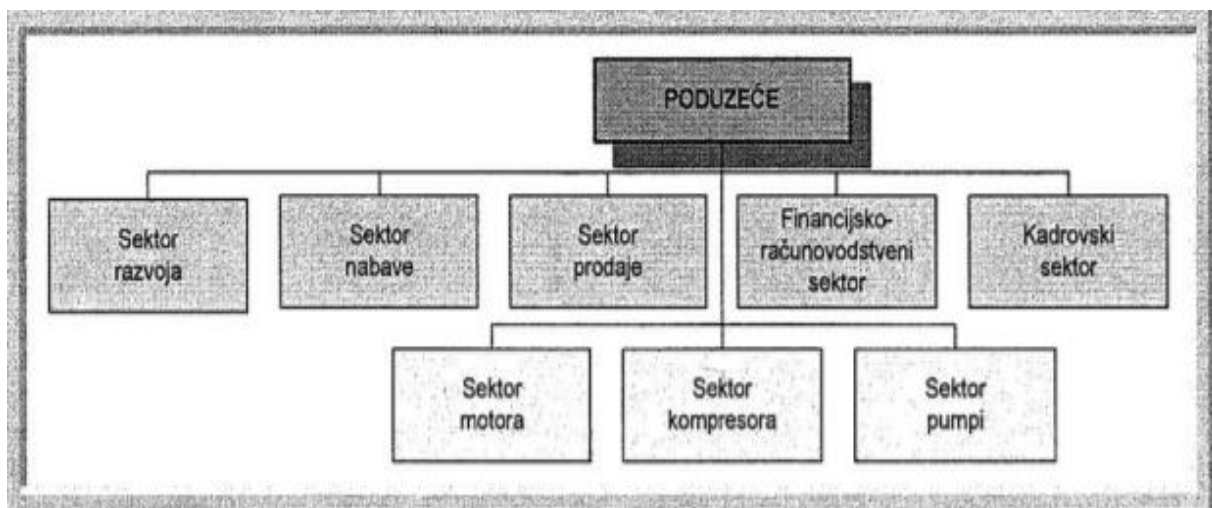 PODUZEĆE
Sektor
razvoja
Sektor
nabave
Sektor
prodaje
Financijsko-
računovodstveni
sektor
Kadrovski
sektor
Sektor
motora
Sektor
kompresora
Sektor
pumpi